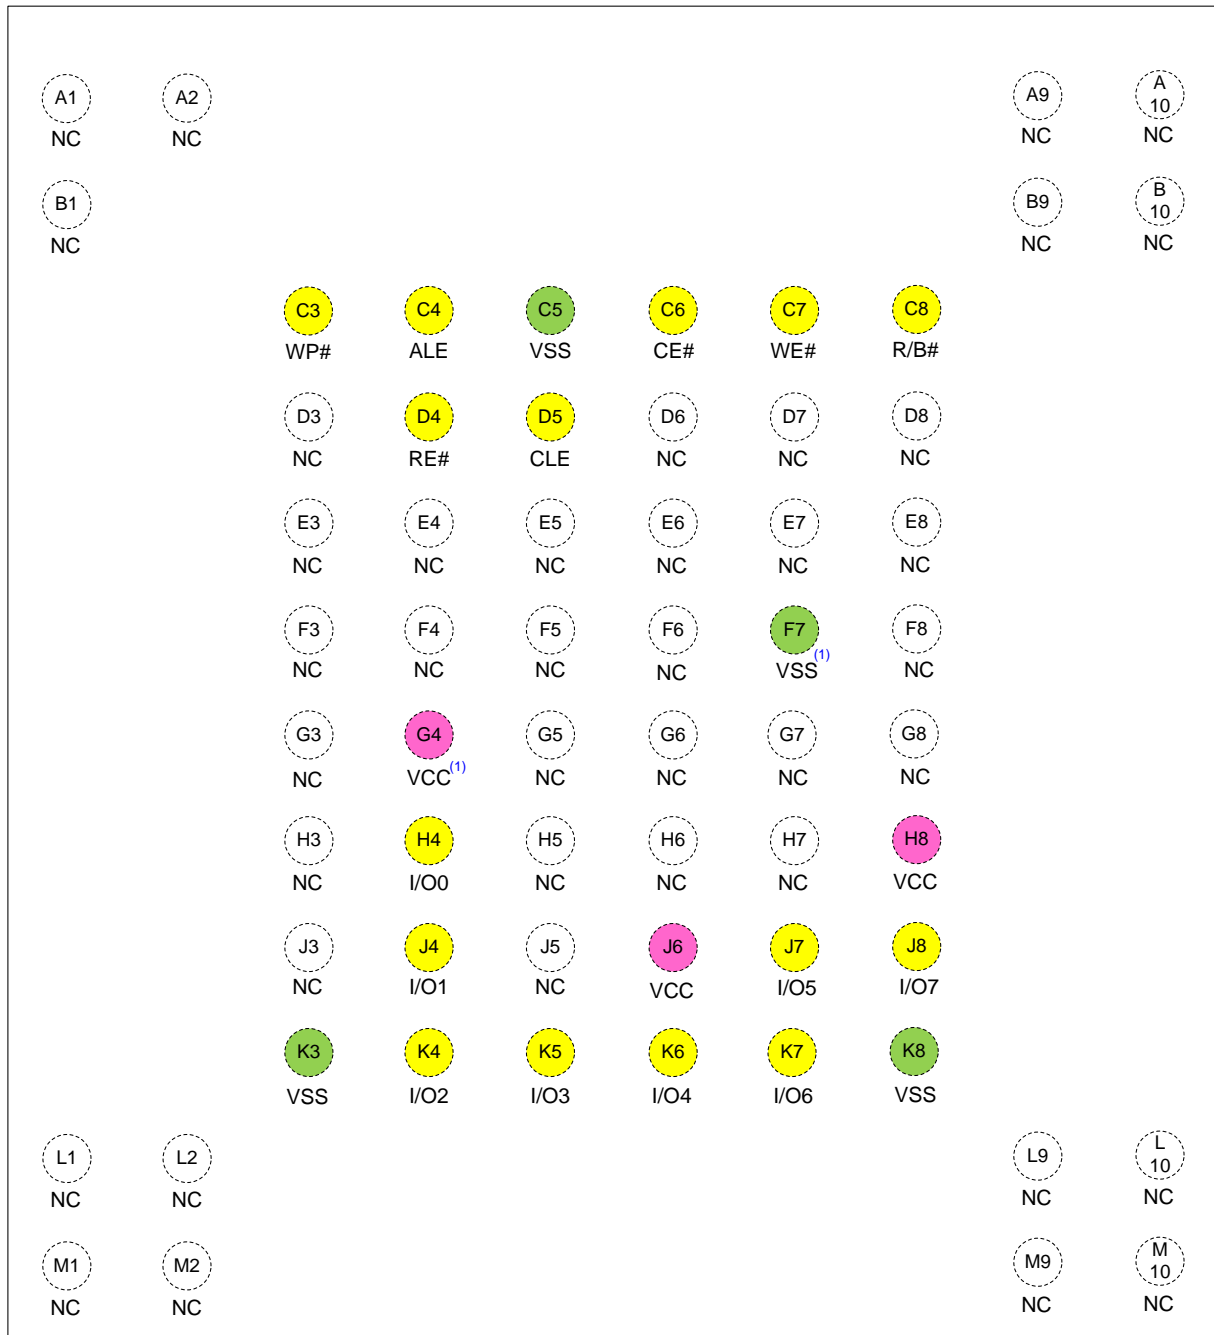 A1 A2 A9 A 10
NC NC NC NC
B1 B9 B 10
NC NC NC
C3 C4 C5 C6 C7 C8
WP# ALE VSS CE# WE# R/B#
D3 D4 D5 D6 D7 D8
NC RE# CLE NC NC NC
E3 E4 E5 E6 E7 E8
NC NC NC NC NC NC
F3 F4 F5 F6 F7 F8
NC NC NC NC VSS(1) NC
G3 G4 G5 G6 G7 G8
NC VCC(1) NC NC NC NC
H3 H4 H5 H6 H7 H8
NC I/O0 NC NC NC VCC
J3 J4 J5 J6 J7 J8
NC I/O1 NC VCC I/O5 I/O7
K3 K4 K5 K6 K7 K8
VSS I/O2 I/O3 I/O4 I/O6 VSS
L1 L2 L9 L 10
NC NC NC NC
M1 M2 M9 M 10
NC NC NC NC